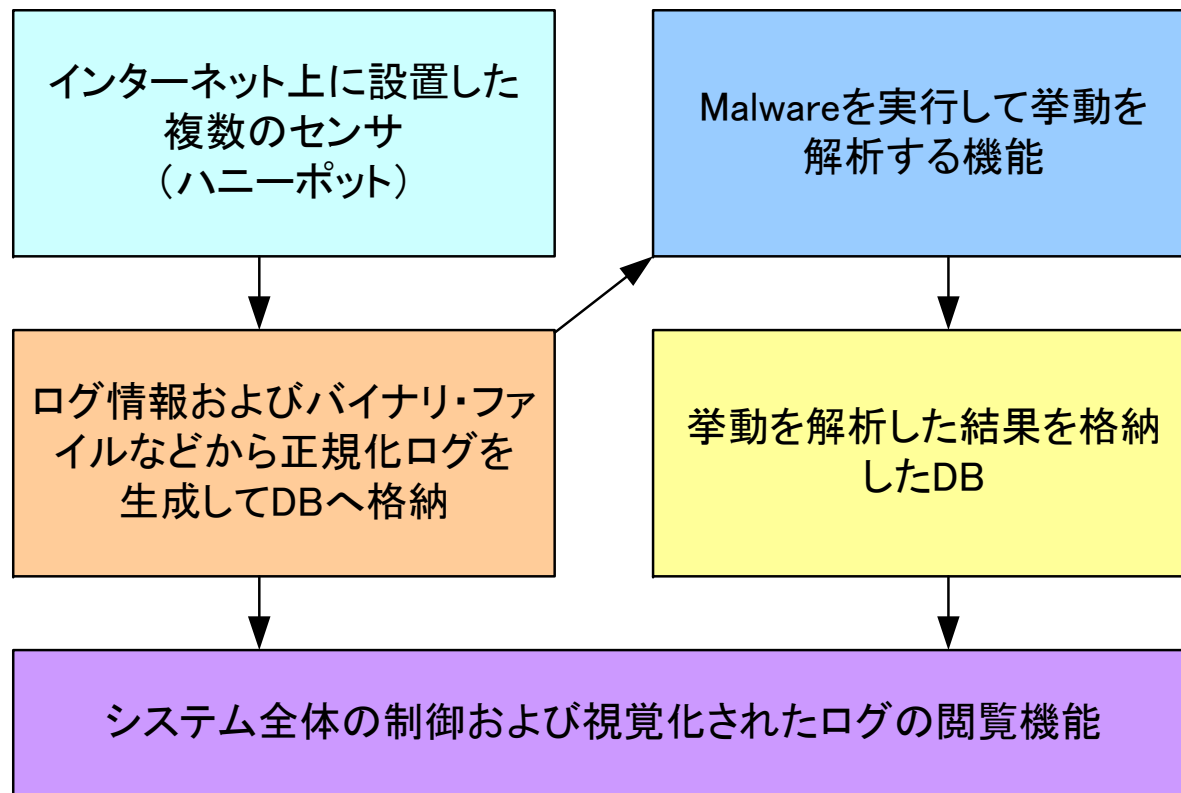 インターネット上に設置した
複数のセンサ
（ハニーポット）
Malwareを実行して挙動を
解析する機能
ログ情報およびバイナリ・ファ
イルなどから正規化ログを
生成してDBへ格納
挙動を解析した結果を格納
したDB
システム全体の制御および視覚化されたログの閲覧機能